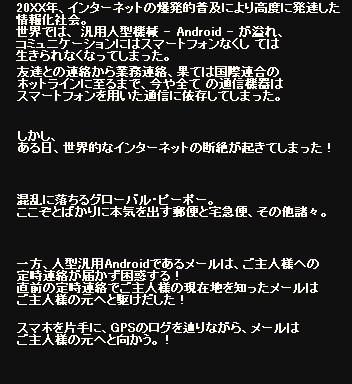 20XX年、インターネットの爆発的普及により高度に発達した
情報化社会。
世界では、汎用人型機械 - Android - が溢れ、
コミュニケーションにはスマートフォンなくし ては
生きられなくなってしまった。
友達との連絡から業務連絡、果ては国際連合の
ホットラインに至るまで、今や全て の通信機器は
スマートフォンを用いた通信に依存してしまった。
しかし、
ある日、世界的なインターネットの断絶が起きてしまった！
混乱に落ちるグローバル・ピーポー。
ここぞとばかりに本気を出す郵便と宅急便、その他諸々。
一方、人型汎用Androidであるメールは、ご主人様への
定時連絡が届かず困惑する！
直前の定時連絡でご主人様の現在地を知ったメールは
ご主人様の元へと駆けだした！
スマホを片手に、GPSのログを辿りながら、メールは
ご主人様の元へと向かう。！